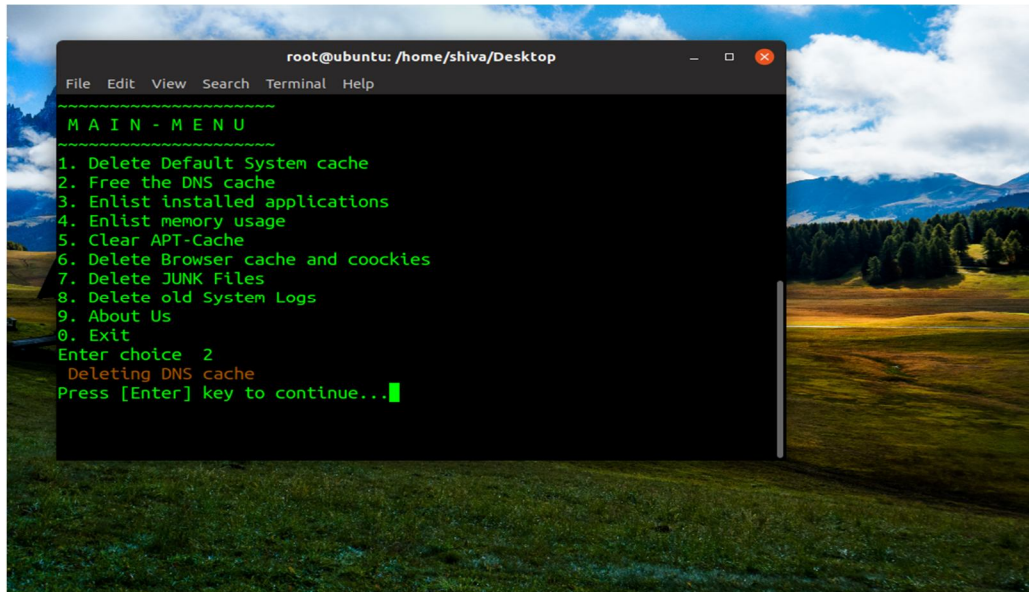 root@ubuntu: /home/shiva/Desktop
File Edit View Search Terminal Help
~~~~~~~~~~~~~~~~~~~~~
M A I N - M E N U
~~~~~~~~~~~~~~~~~~~~~
1. Delete Default System cache
2. Free the DNS cache
3. Enlist installed applications
4. Enlist memory usage
5. Clear APT-Cache
6. Delete Browser cache and coockies
7. Delete JUNK Files
8. Delete old System Logs
9. About Us
0. Exit
Enter choice  2
Deleting DNS cache
Press [Enter] key to continue...